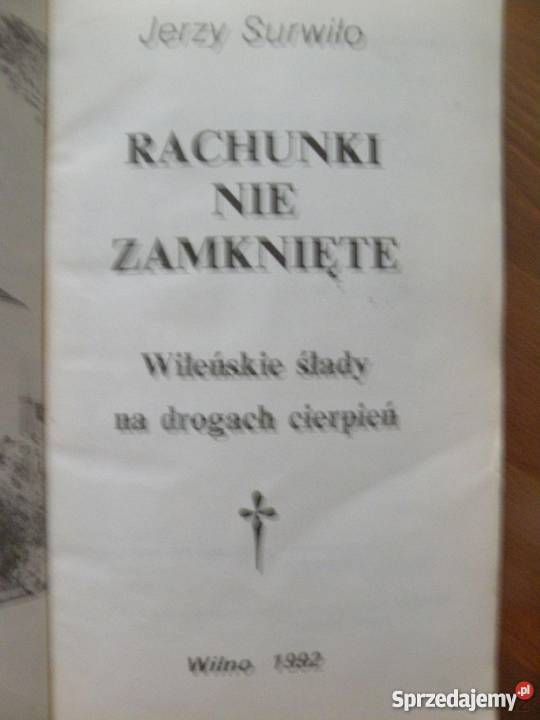 Jerzy Surwiło
RACHUNKI
NIE
ZAMKNIĘTE
Wileńskie ślady
na drogach cierpień
Wilno 1992
Sprzedajemy.pl